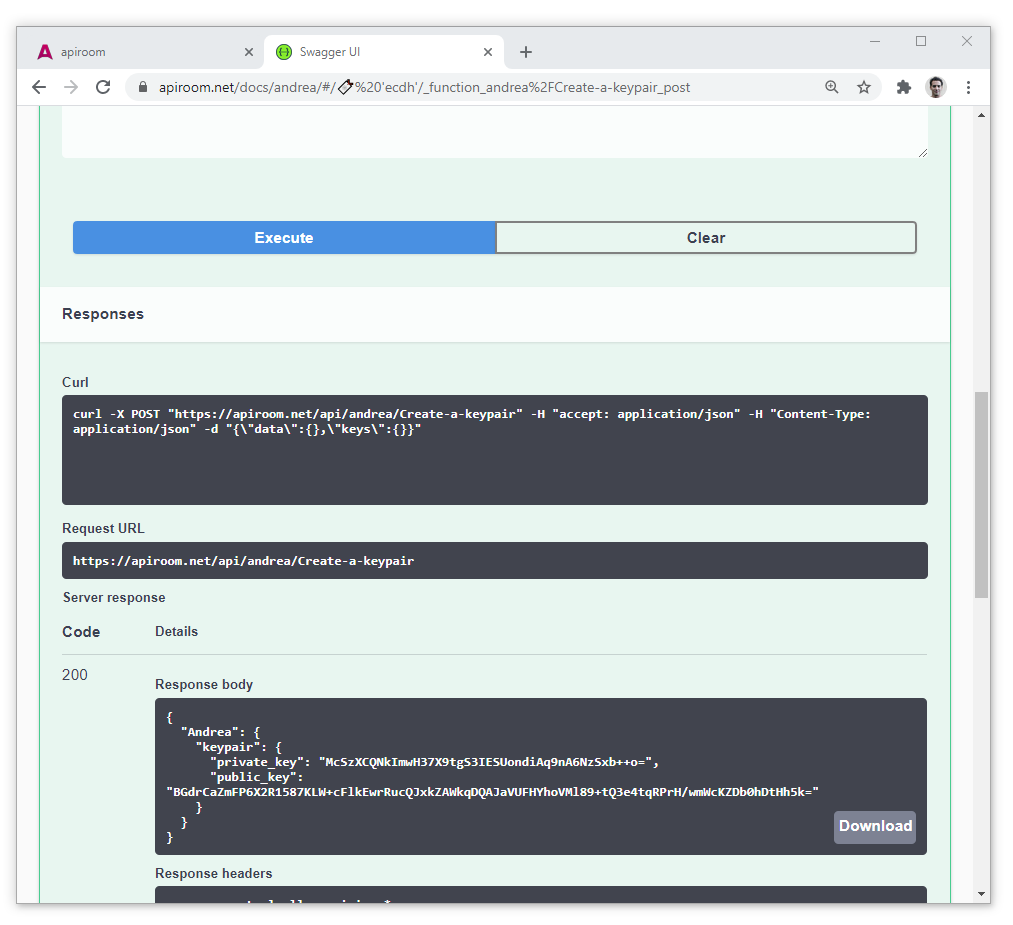 apiroom
Swagger UI
apiroom.net/docs/andrea/#/🏷%20'ecdh'/_function_andrea%2FCreate-a-keypair_post
Execute
Clear
Responses
Curl
curl -X POST "https://apiroom.net/api/andrea/Create-a-keypair" -H "accept: application/json" -H "Content-Type:
application/json" -d "{\"data\":{},\"keys\":{}}"
Request URL
https://apiroom.net/api/andrea/Create-a-keypair
Server response
Code Details
200
Response body
{
"Andrea": {
"keypair": {
"private_key": "McSzXCQNkImwH37X9tgS3IESUondiAq9nA6NzSxb++o=",
"public_key":
"BGdrCaZmFP6X2R1587KLW+cFlkEwrRucQJxkZAWkqDQAJaVUFHYhoVMl89+tQ3e4tqRPrH/wmWcKZDb0hDtHh5k="
}
}
}
Download
Response headers